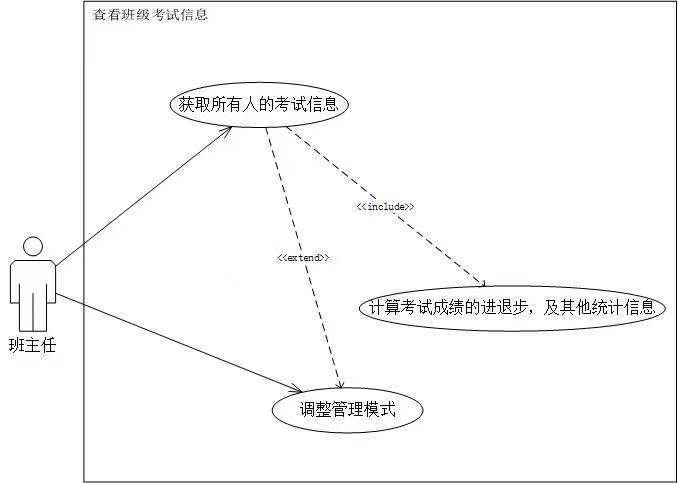 查看班级考试信息
获取所有人的考试信息
<<include>>
<<extend>>
计算考试成绩的进退步，及其他统计信息
班主任
调整管理模式